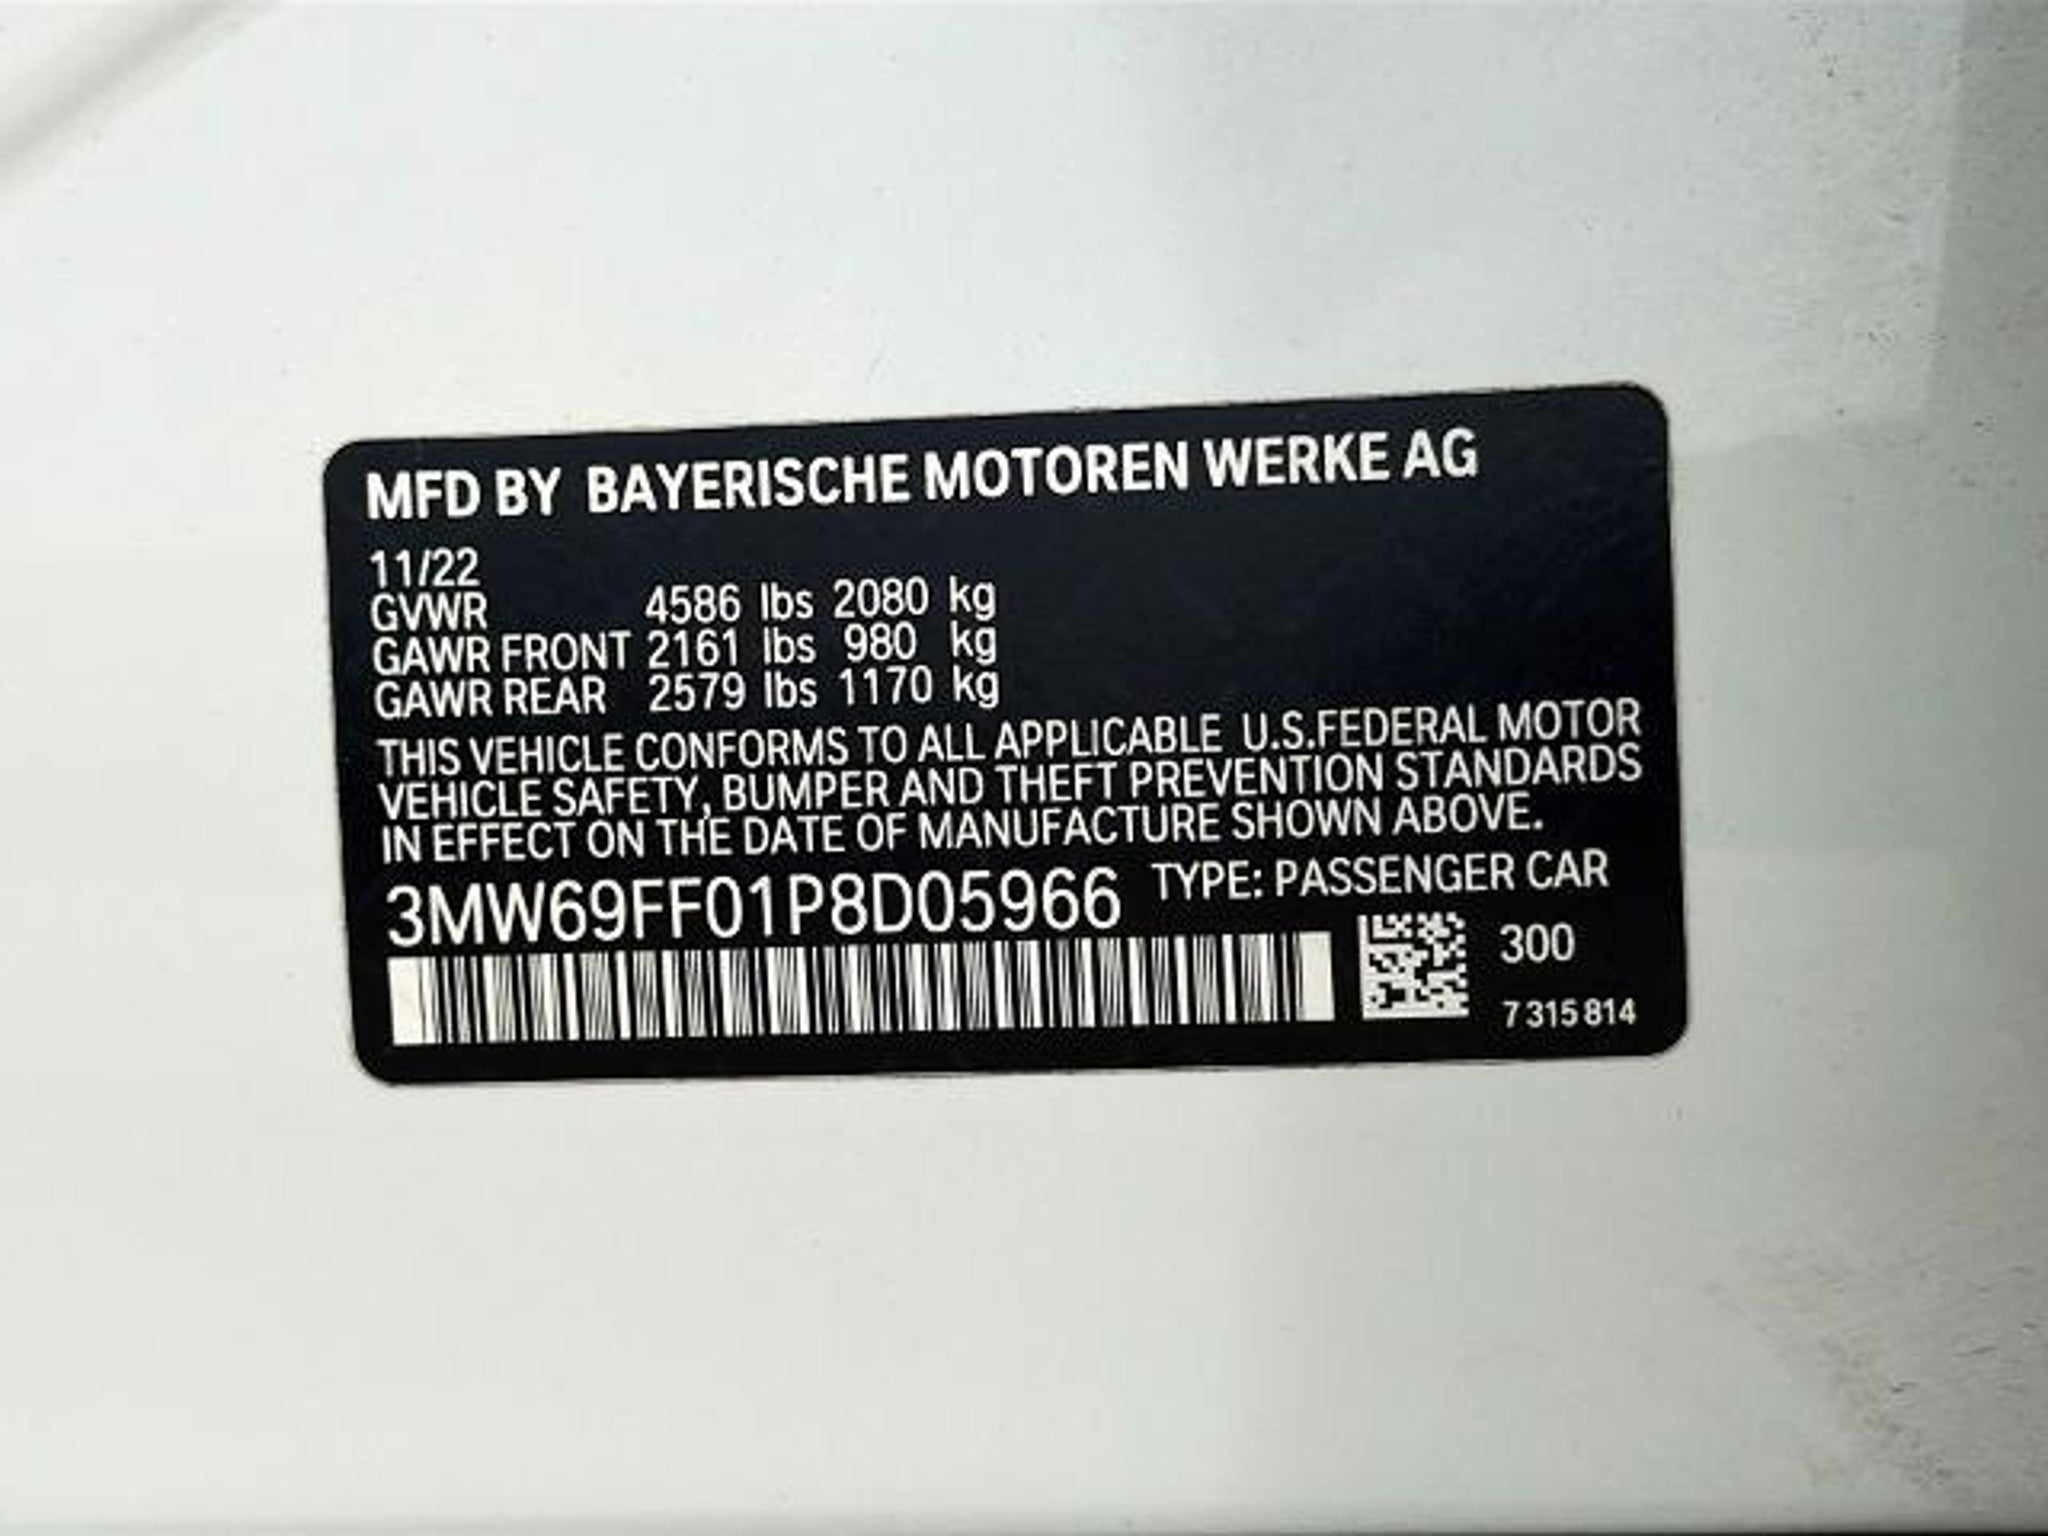 MFD BY BAYERISCHE MOTOREN WERKE AG
11/22
GVWR 4586 lbs 2080 kg
GAWR FRONT 2161 lbs 980 kg
GAWR REAR 2579 lbs 1170 kg
THIS VEHICLE CONFORMS TO ALL APPLICABLE U.S.FEDERAL MOTOR
VEHICLE SAFETY, BUMPER AND THEFT PREVENTION STANDARDS
IN EFFECT ON THE DATE OF MANUFACTURE SHOWN ABOVE.
3MW69FF01P8D05966 TYPE: PASSENGER CAR
300
7 315 814